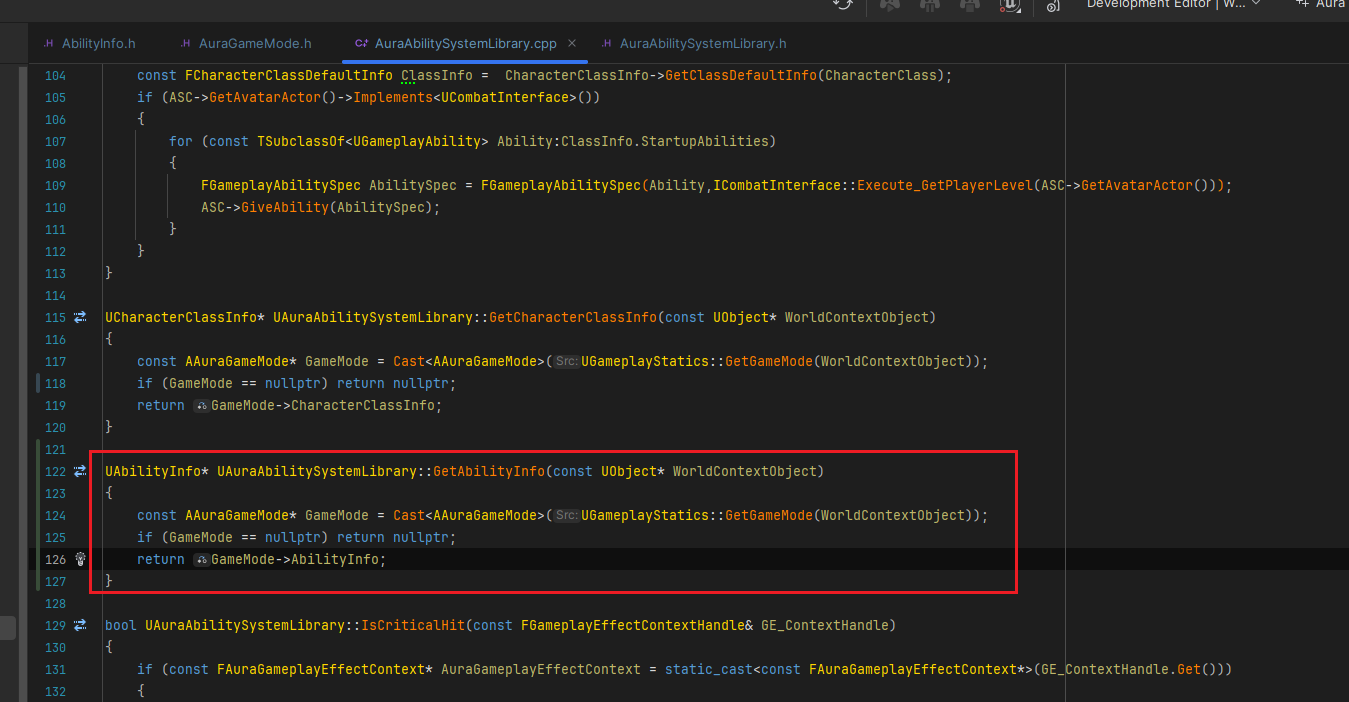 Development Editor | W...
Aura
.H AbilityInfo.h
.H AuraGameMode.h
C+ AuraAbilitySystemLibrary.cpp ×
.H AuraAbilitySystemLibrary.h
104 const FCharacterClassDefaultInfo ClassInfo =  CharacterClassInfo->GetClassDefaultInfo(CharacterClass);
105 if (ASC->GetAvatarActor()->Implements<UCombatInterface>())
106 {
107 for (const TSubclassOf<UGameplayAbility> Ability:ClassInfo.StartupAbilities)
108 {
109 FGameplayAbilitySpec AbilitySpec = FGameplayAbilitySpec(Ability,ICombatInterface::Execute_GetPlayerLevel(ASC->GetAvatarActor()));
110 ASC->GiveAbility(AbilitySpec);
111 }
112 }
113 }
114
115 UCharacterClassInfo* UAuraAbilitySystemLibrary::GetCharacterClassInfo(const UObject* WorldContextObject)
116 {
117 const AAuraGameMode* GameMode = Cast<AAuraGameMode>(Src:UGameplayStatics::GetGameMode(WorldContextObject));
118 if (GameMode == nullptr) return nullptr;
119 return GameMode->CharacterClassInfo;
120 }
121
122 UAbilityInfo* UAuraAbilitySystemLibrary::GetAbilityInfo(const UObject* WorldContextObject)
123 {
124 const AAuraGameMode* GameMode = Cast<AAuraGameMode>(Src:UGameplayStatics::GetGameMode(WorldContextObject));
125 if (GameMode == nullptr) return nullptr;
126 return GameMode->AbilityInfo;
127 }
128
129 bool UAuraAbilitySystemLibrary::IsCriticalHit(const FGameplayEffectContextHandle& GE_ContextHandle)
130 {
131 if (const FAuraGameplayEffectContext* AuraGameplayEffectContext = static_cast<const FAuraGameplayEffectContext*>(GE_ContextHandle.Get()))
132 {